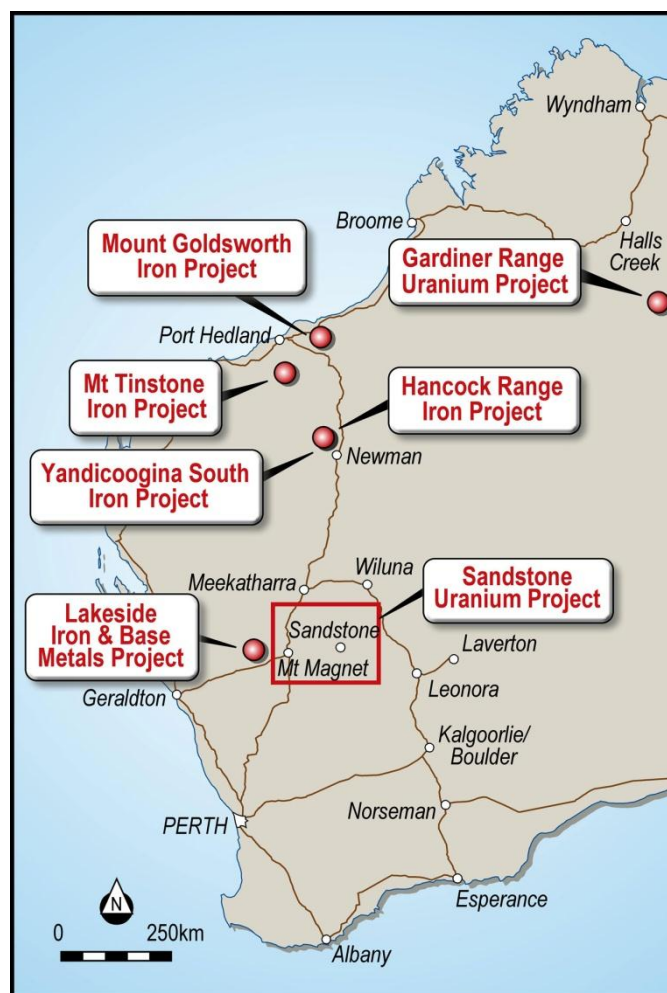 Wyndham
Broome
Halls
Creek
Mount Goldsworth
Iron Project
Gardiner Range
Uranium Project
Port Hedland
Mt Tinstone
Iron Project
Hancock Range
Iron Project
Yandicoogina South
Iron Project
Newman
Meekatharra
Wiluna
Sandstone
Uranium Project
Lakeside
Iron & Base
Metals Project
Sandstone
Mt Magnet
Laverton
Leonora
Geraldton
Kalgoorlie/
Boulder
PERTH
Norseman
Esperance
Albany
N
0 250km